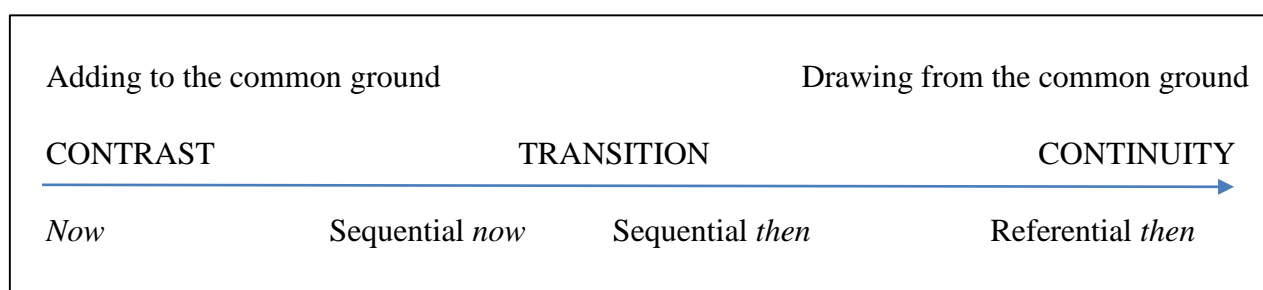 Adding to the common ground Drawing from the common ground
CONTRAST TRANSITION CONTINUITY
Now Sequential now Sequential then Referential then